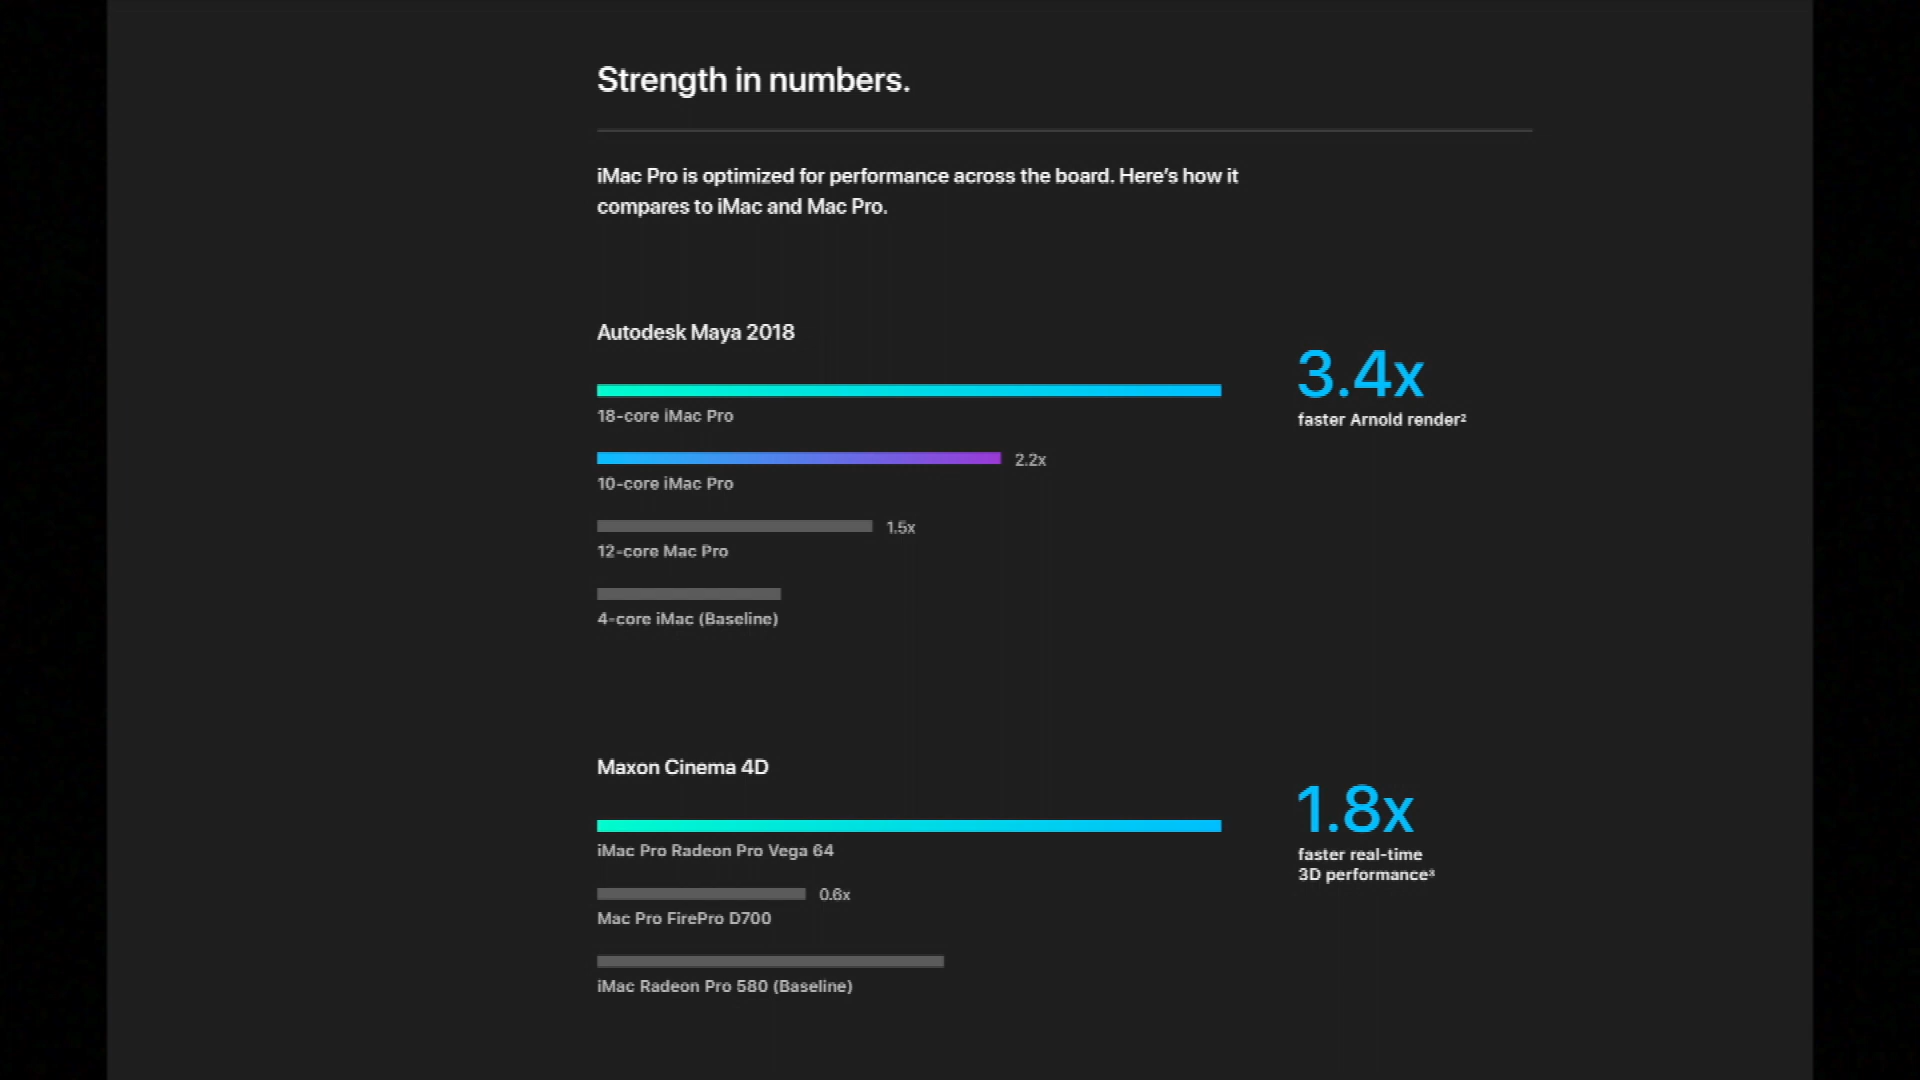 Strength in numbers.
iMac Pro is optimized for performance across the board. Here's how it
compares to iMac and Mac Pro.
Autodesk Maya 2018
3.4x
faster Arnold render²
18-core iMac Pro
2.2x
10-core iMac Pro
1.5x
12-core Mac Pro
4-core iMac (Baseline)
Maxon Cinema 4D
1.8x
faster real-time
3D performance³
iMac Pro Radeon Pro Vega 64
0.6x
Mac Pro FirePro D700
iMac Radeon Pro 580 (Baseline)